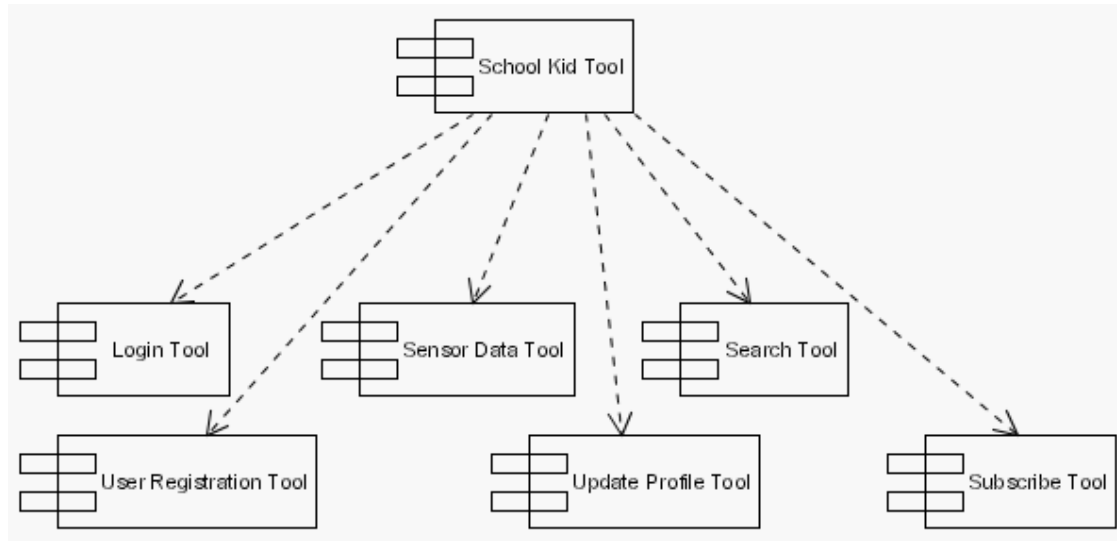 School Kid Tool
Login Tool
Sensor Data Tool
Search Tool
User Registration Tool
Update Profile Tool
Subscribe Tool